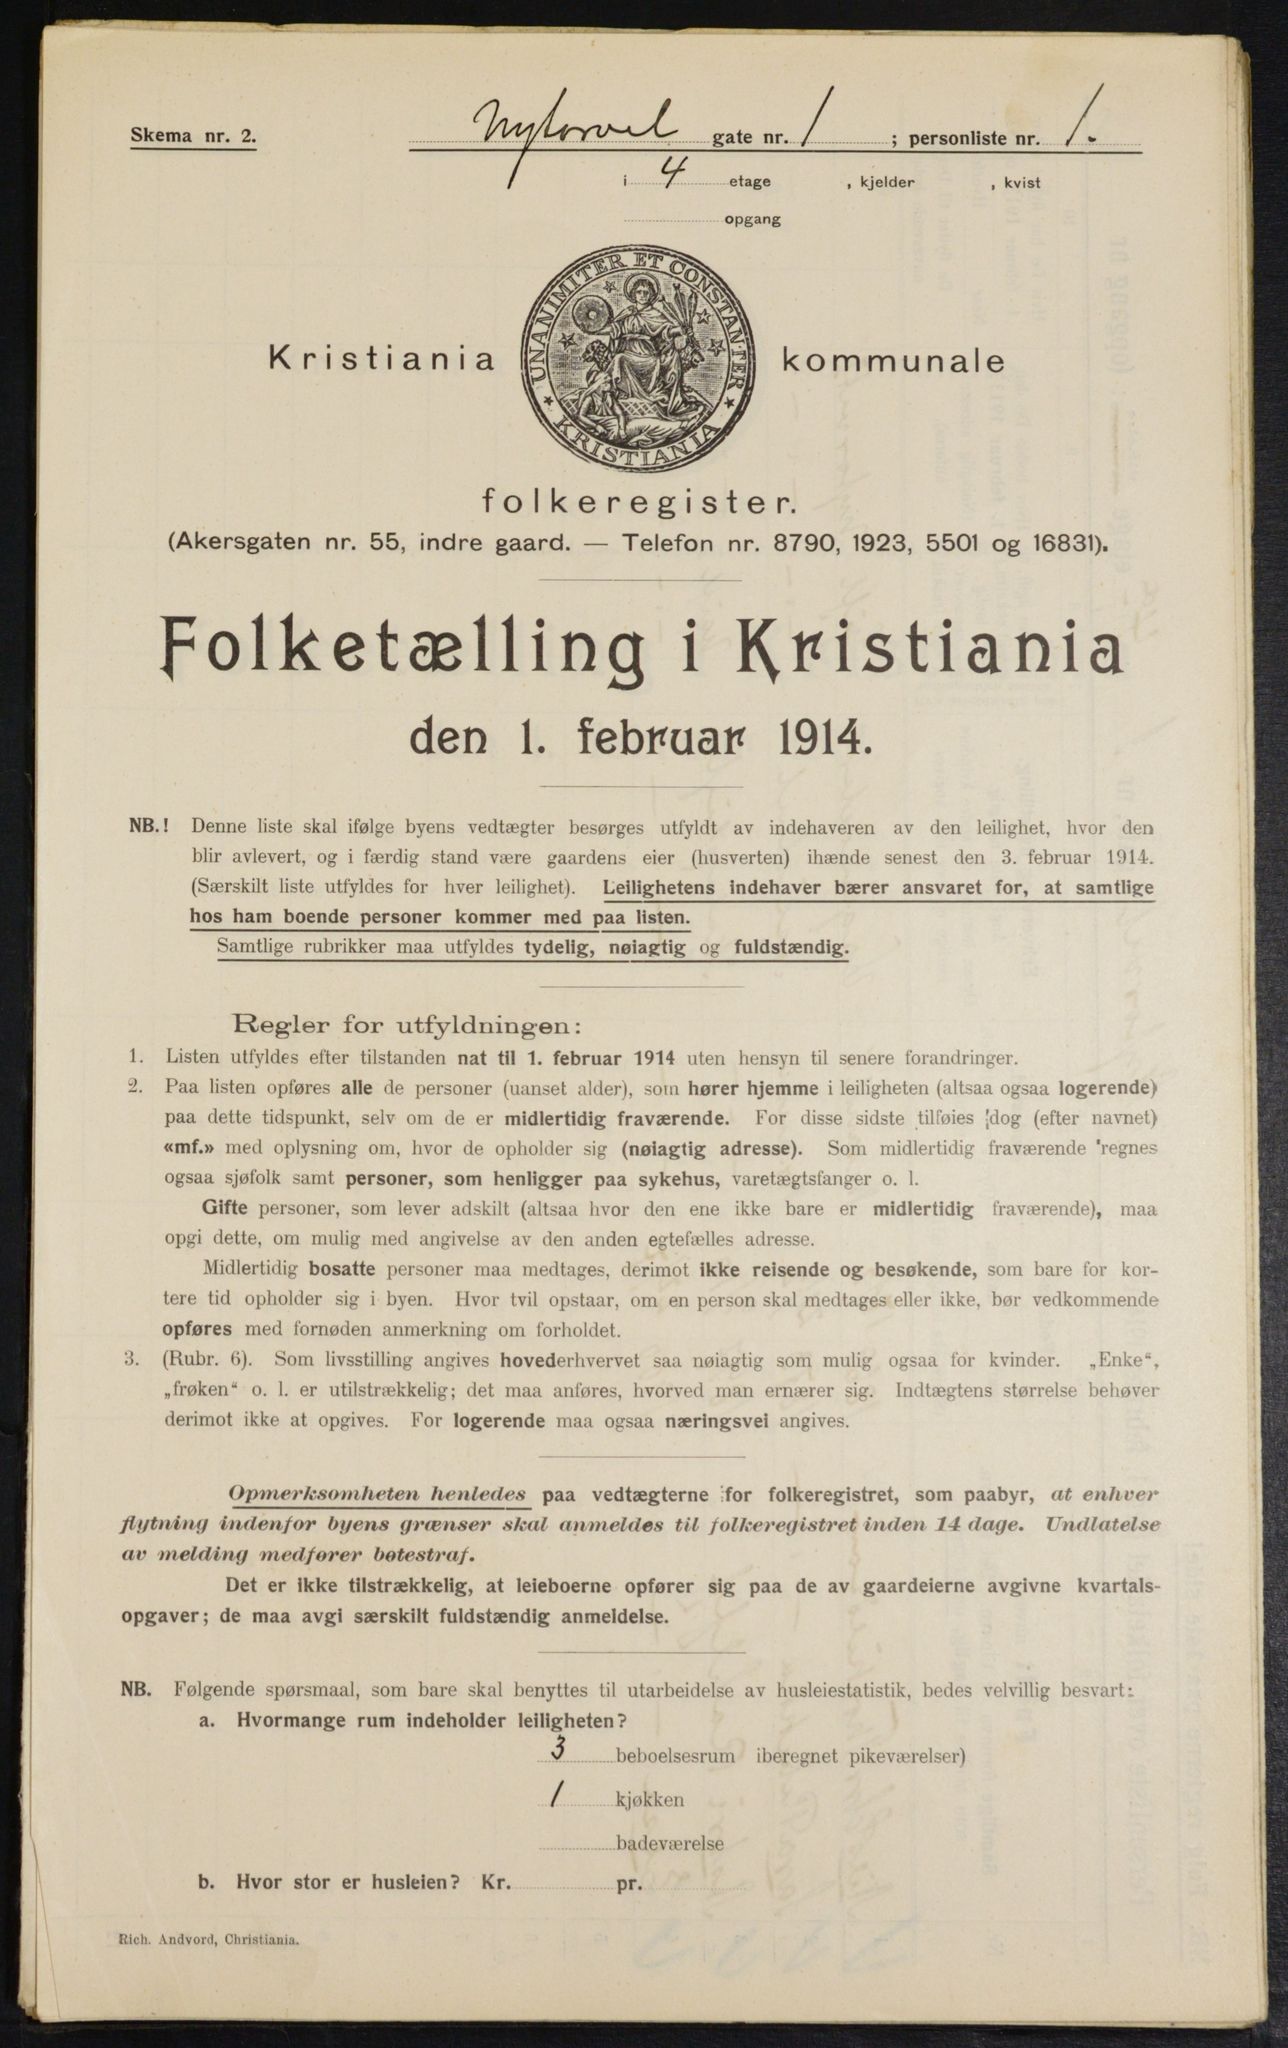 Skema nr. 2.
Nytorvet gate nr. 1 ; personliste nr. 1.
i 4 etage , kjelder , kvist
opgang
UNANIMITER ET CONSTANTER
KRISTIANIA
Kristiania kommunale
folkeregister.
(Akersgaten nr. 55, indre gaard. — Telefon nr. 8790, 1923, 5501 og 16831).
Folketælling i Kristiania
den 1. februar 1914.
NB.! Denne liste skal ifølge byens vedtægter besørges utfyldt av indehaveren av den leilighet, hvor den
blir avlevert, og i færdig stand være gaardens eier (husverten) ihænde senest den 3. februar 1914.
(Særskilt liste utfyldes for hver leilighet). Leilighetens indehaver bærer ansvaret for, at samtlige
hos ham boende personer kommer med paa listen.
Samtlige rubrikker maa utfyldes tydelig, nøiagtig og fuldstændig.
Regler for utfyldningen:
1. Listen utfyldes efter tilstanden nat til 1. februar 1914 uten hensyn til senere forandringer.
2. Paa listen opføres alle de personer (uanset alder), som hører hjemme i leiligheten (altsaa ogsaa logerende)
paa dette tidspunkt, selv om de er midlertidig fraværende. For disse sidste tilføies dog (efter navnet)
«mf.» med oplysning om, hvor de opholder sig (nøiagtig adresse). Som midlertidig fraværende regnes
ogsaa sjøfolk samt personer, som henligger paa sykehus, varetægtsfanger o. l.
Gifte personer, som lever adskilt (altsaa hvor den ene ikke bare er midlertidig fraværende), maa
opgi dette, om mulig med angivelse av den anden egtefælles adresse.
Midlertidig bosatte personer maa medtages, derimot ikke reisende og besøkende, som bare for kor-
tere tid opholder sig i byen. Hvor tvil opstaar, om en person skal medtages eller ikke, bør vedkommende
opføres med fornøden anmerkning om forholdet.
3. (Rubr. 6). Som livsstilling angives hovederhvervet saa nøiagtig som mulig ogsaa for kvinder. „Enke“,
„frøken“ o. l. er utilstrækkelig; det maa anføres, hvorved man ernærer sig. Indtægtens størrelse behøver
derimot ikke at opgives. For logerende maa ogsaa næringsvei angives.
Opmerksomheten henledes paa vedtægterne for folkeregistret, som paabyr, at enhver
flytning indenfor byens grænser skal anmeldes til folkeregistret inden 14 dage. Undlatelse
av melding medfører bøtestraf.
Det er ikke tilstrækkelig, at leieboerne opfører sig paa de av gaardeierne avgivne kvartals-
opgaver; de maa avgi særskilt fuldstændig anmeldelse.
NB. Følgende spørsmaal, som bare skal benyttes til utarbeidelse av husleiestatistik, bedes velvillig besvart:
a. Hvormange rum indeholder leiligheten?
3 beboelsesrum iberegnet pikeværelser)
1 kjøkken
badeværelse
b. Hvor stor er husleien? Kr. pr.
Rich. Andvord, Christiania.